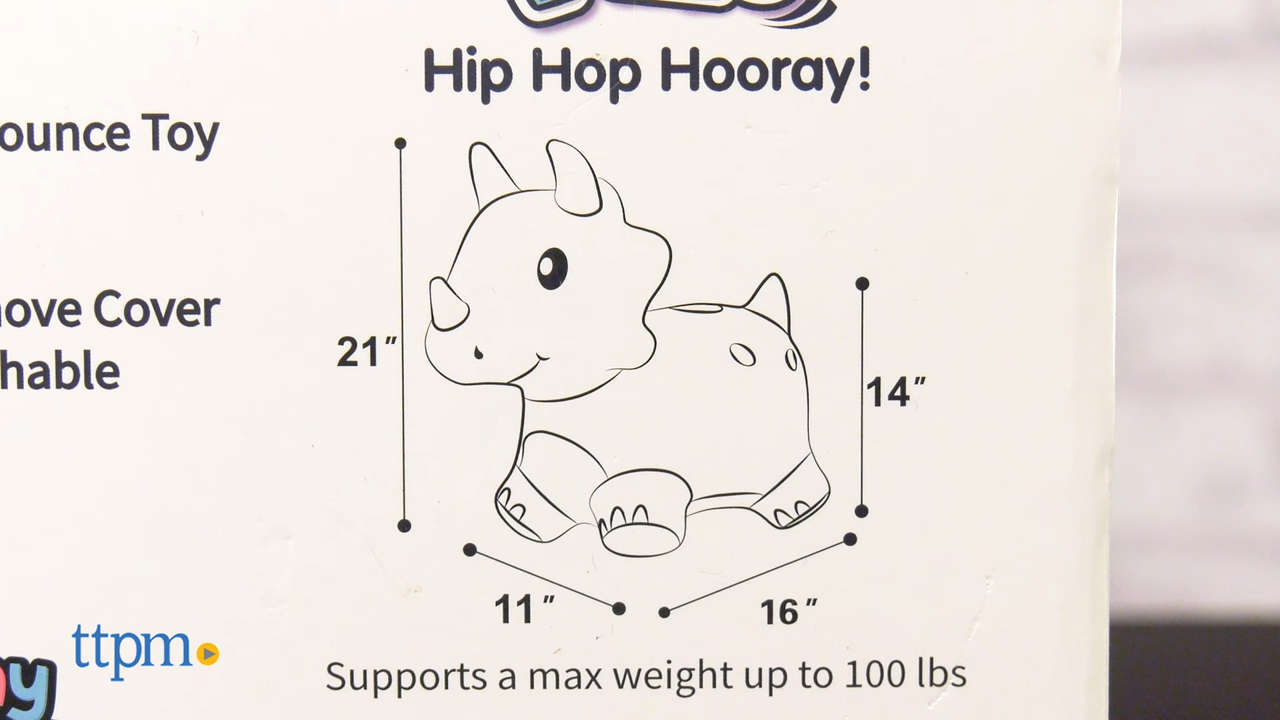 Hip Hop Hooray!
ounce Toy
ove Cover
hable
21"
14"
11"
16"
Supports a max weight up to 100 lbs
ttpm
y